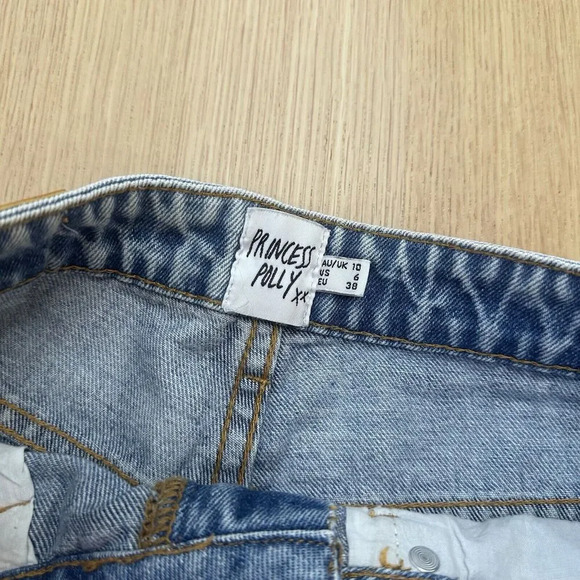 PRINCESS
POLLY
xx
AU/UK 10
US 6
EU 38